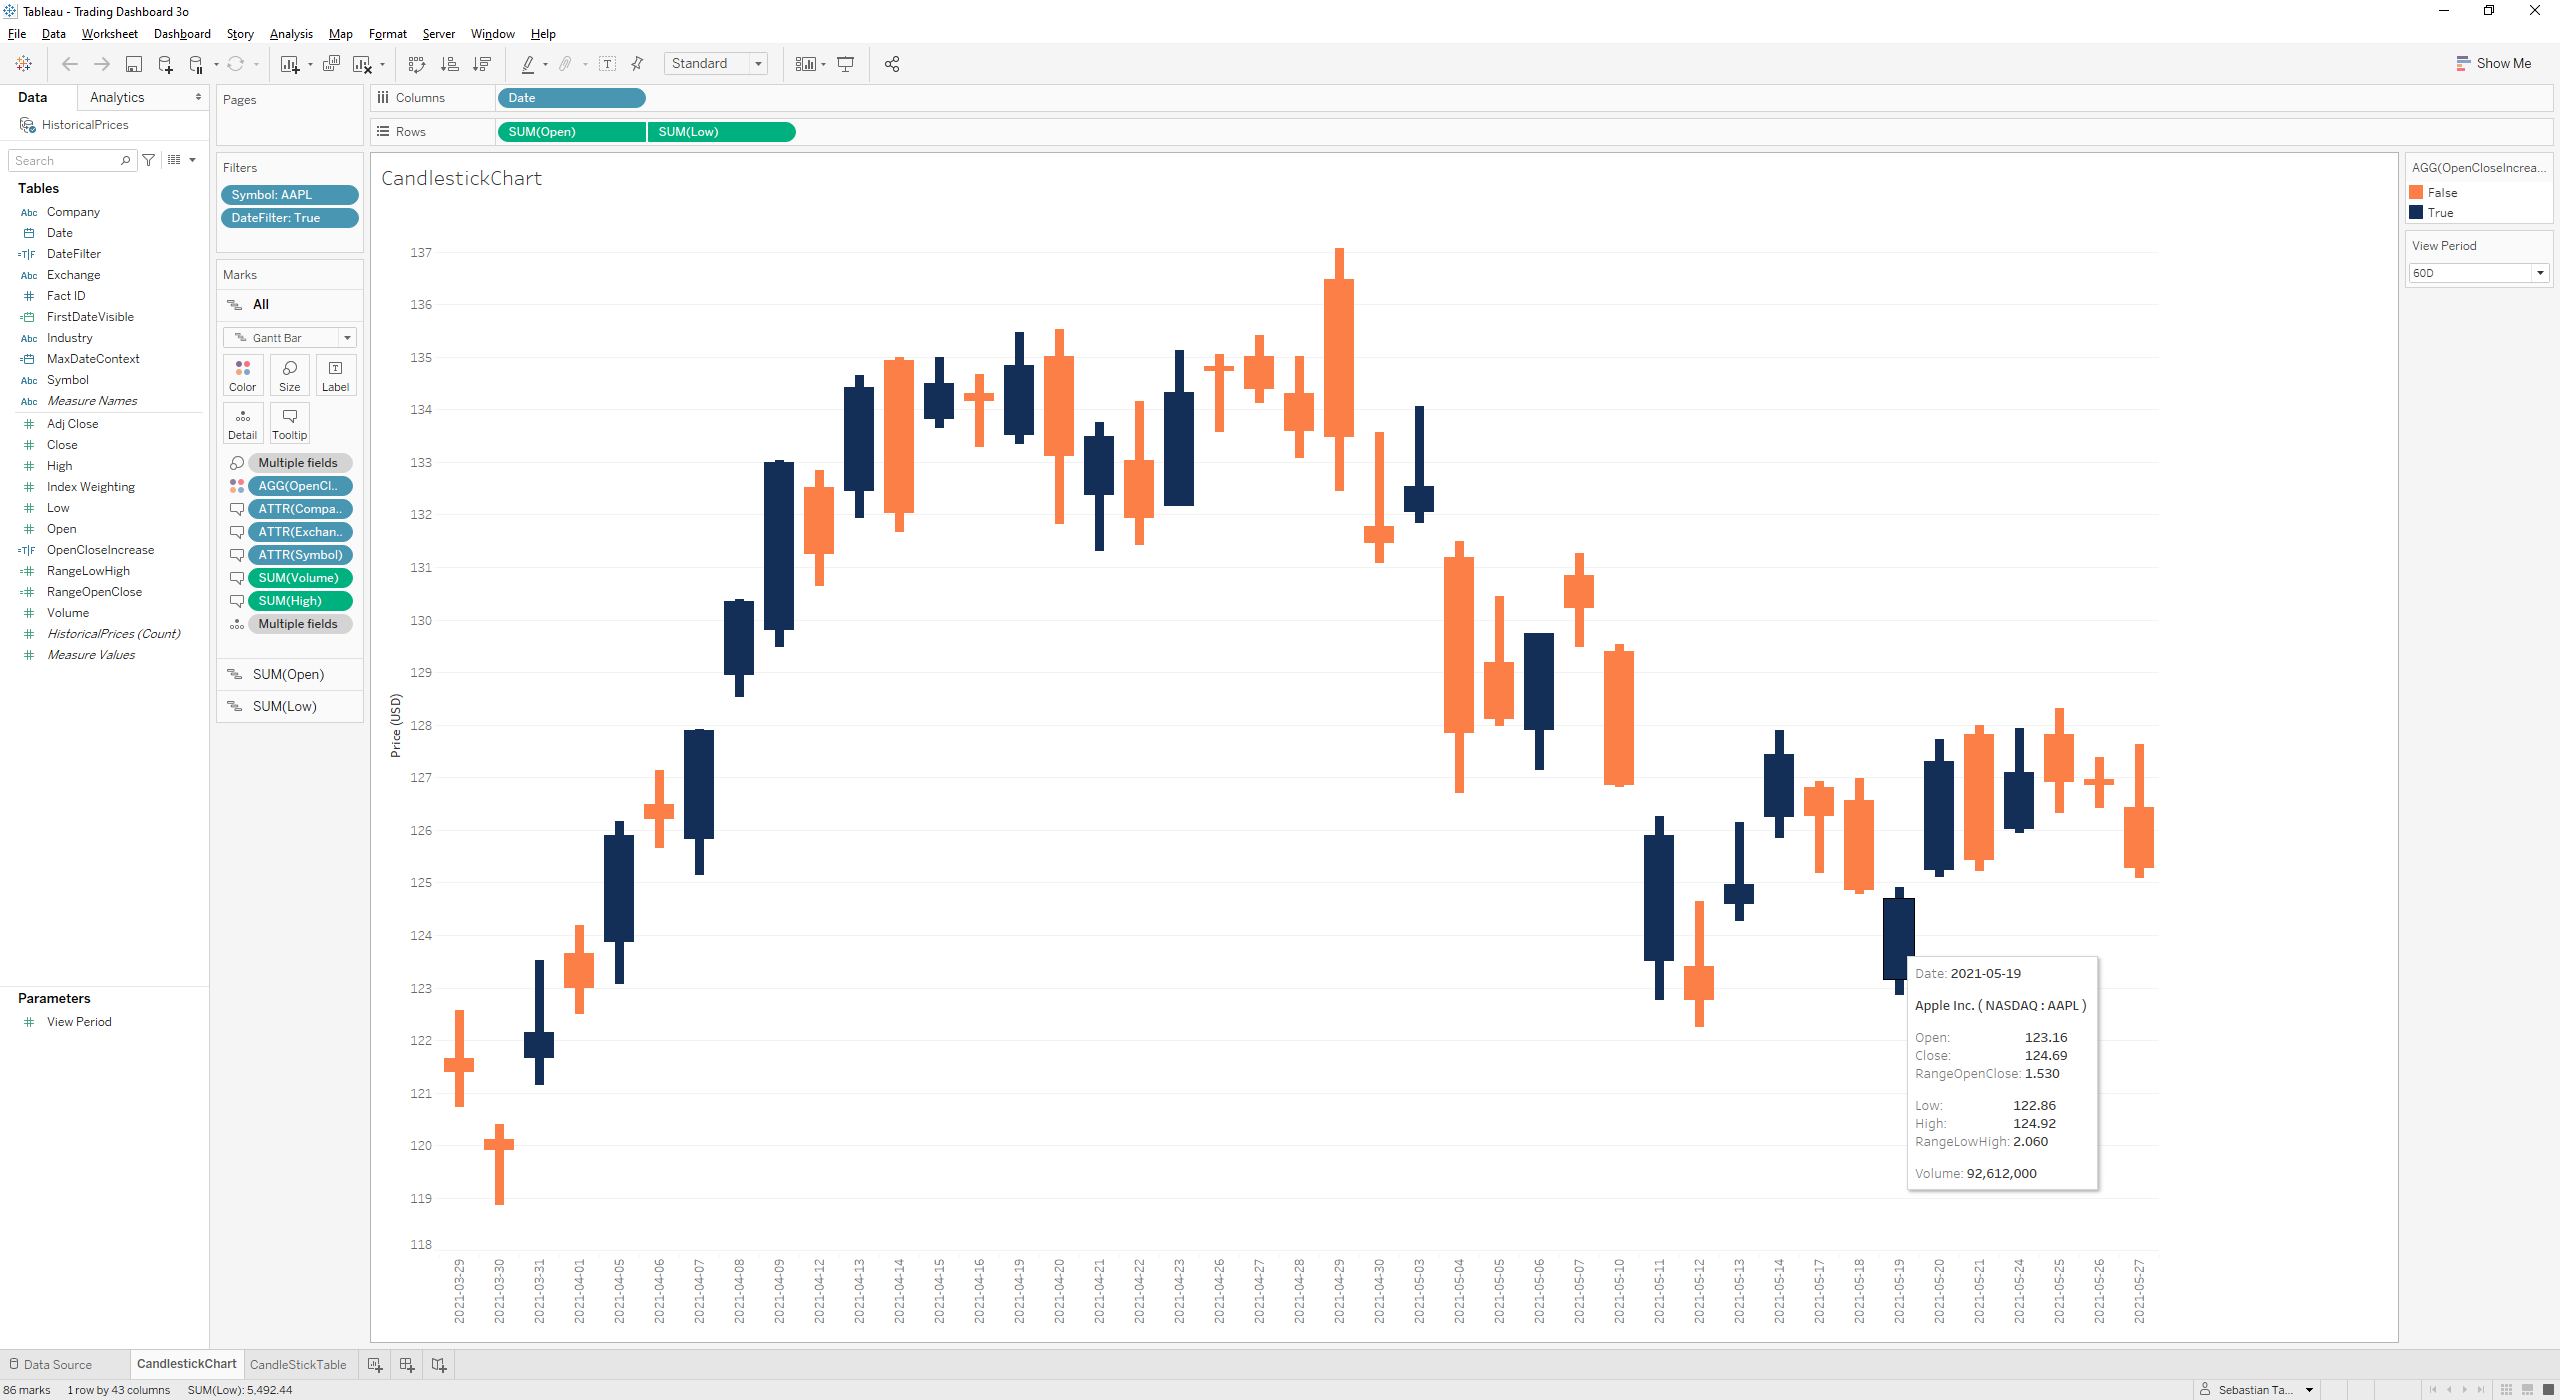 Tableau - Trading Dashboard 3o
File Data Worksheet Dashboard Story Analysis Map Format Server Window Help
Standard
Show Me
Data Analytics
HistoricalPrices
Search
Tables
Abc Company
Date
=T|F DateFilter
Abc Exchange
# Fact ID
FirstDateVisible
Abc Industry
MaxDateContext
Abc Symbol
Abc Measure Names
# Adj Close
# Close
# High
# Index Weighting
# Low
# Open
=T|F OpenCloseIncrease
=# RangeLowHigh
=# RangeOpenClose
# Volume
# HistoricalPrices (Count)
# Measure Values
Parameters
# View Period
Pages
Filters
Symbol: AAPL
DateFilter: True
Marks
All
Gantt Bar
Color Size Label
Detail Tooltip
Multiple fields
AGG(OpenCl..
ATTR(Compa..
ATTR(Exchan..
ATTR(Symbol)
SUM(Volume)
SUM(High)
Multiple fields
SUM(Open)
SUM(Low)
Columns Date
Rows SUM(Open) SUM(Low)
CandlestickChart
Price (USD)
137
136
135
134
133
132
131
130
129
128
127
126
125
124
123
122
121
120
119
118
2021-03-29
2021-03-30
2021-03-31
2021-04-01
2021-04-05
2021-04-06
2021-04-07
2021-04-08
2021-04-09
2021-04-12
2021-04-13
2021-04-14
2021-04-15
2021-04-16
2021-04-19
2021-04-20
2021-04-21
2021-04-22
2021-04-23
2021-04-26
2021-04-27
2021-04-28
2021-04-29
2021-04-30
2021-05-03
2021-05-04
2021-05-05
2021-05-06
2021-05-07
2021-05-10
2021-05-11
2021-05-12
2021-05-13
2021-05-14
2021-05-17
2021-05-18
2021-05-19
2021-05-20
2021-05-21
2021-05-24
2021-05-25
2021-05-26
2021-05-27
Date: 2021-05-19
Apple Inc. ( NASDAQ : AAPL )
Open: 123.16
Close: 124.69
RangeOpenClose: 1.530
Low: 122.86
High: 124.92
RangeLowHigh: 2.060
Volume: 92,612,000
AGG(OpenCloseIncrea...
False
True
View Period
60D
Data Source CandlestickChart CandleStickTable
86 marks 1 row by 43 columns SUM(Low): 5,492.44
Sebastian Ta...